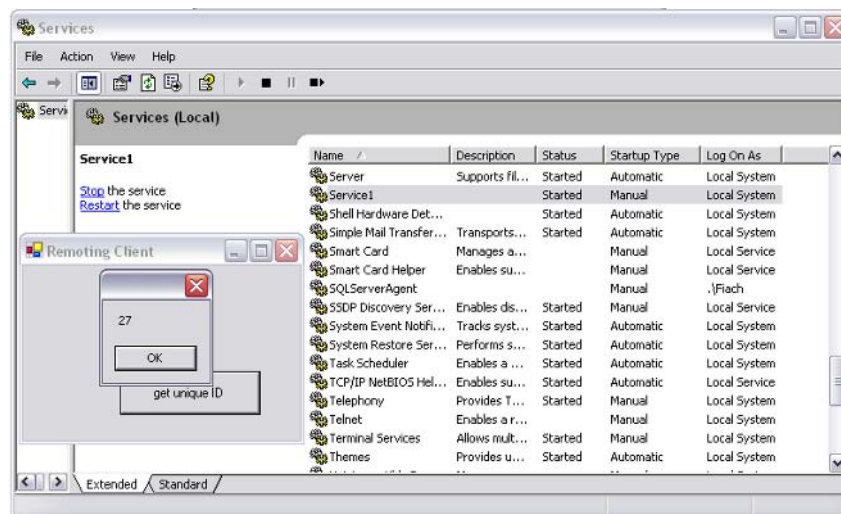 Services
File Action View Help
Servi
Services (Local)
Service1
Stop the service
Restart the service
Name Description Status Startup Type Log On As
Server Supports fil... Started Automatic Local System
Service1 Started Manual Local System
Shell Hardware Det... Started Automatic Local System
Simple Mail Transfer... Transports... Started Automatic Local System
Smart Card Manages a... Manual Local Service
Smart Card Helper Enables su... Manual Local Service
SQLServerAgent Manual .\Fiach
SSDP Discovery Ser... Enables dis... Started Manual Local Service
System Event Notifi... Tracks syst... Started Automatic Local System
System Restore Ser... Performs s... Started Automatic Local System
Task Scheduler Enables a ... Started Automatic Local System
TCP/IP NetBIOS Hel... Enables su... Started Automatic Local Service
Telephony Provides T... Started Manual Local System
Telnet Enables a r... Manual Local System
Terminal Services Allows mult... Started Manual Local System
Themes Provides u... Started Automatic Local System
Remoting Client
27
OK
get unique ID
Extended Standard